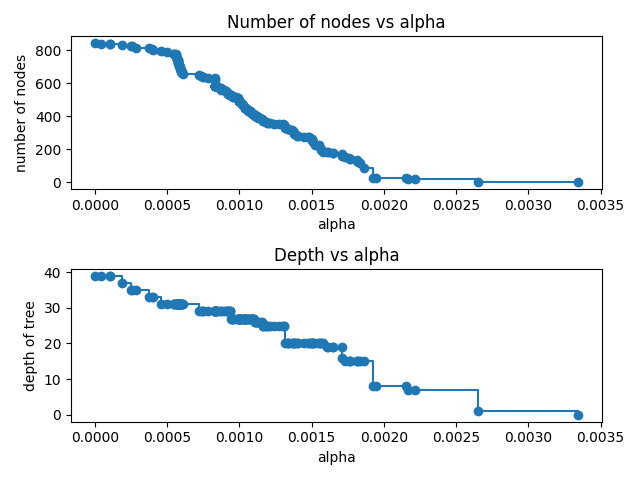 Number of nodes vs alpha
number of nodes
800
600
400
200
0
0.0000 0.0005 0.0010 0.0015 0.0020 0.0025 0.0030 0.0035
alpha
Depth vs alpha
depth of tree
40
30
20
10
0
0.0000 0.0005 0.0010 0.0015 0.0020 0.0025 0.0030 0.0035
alpha